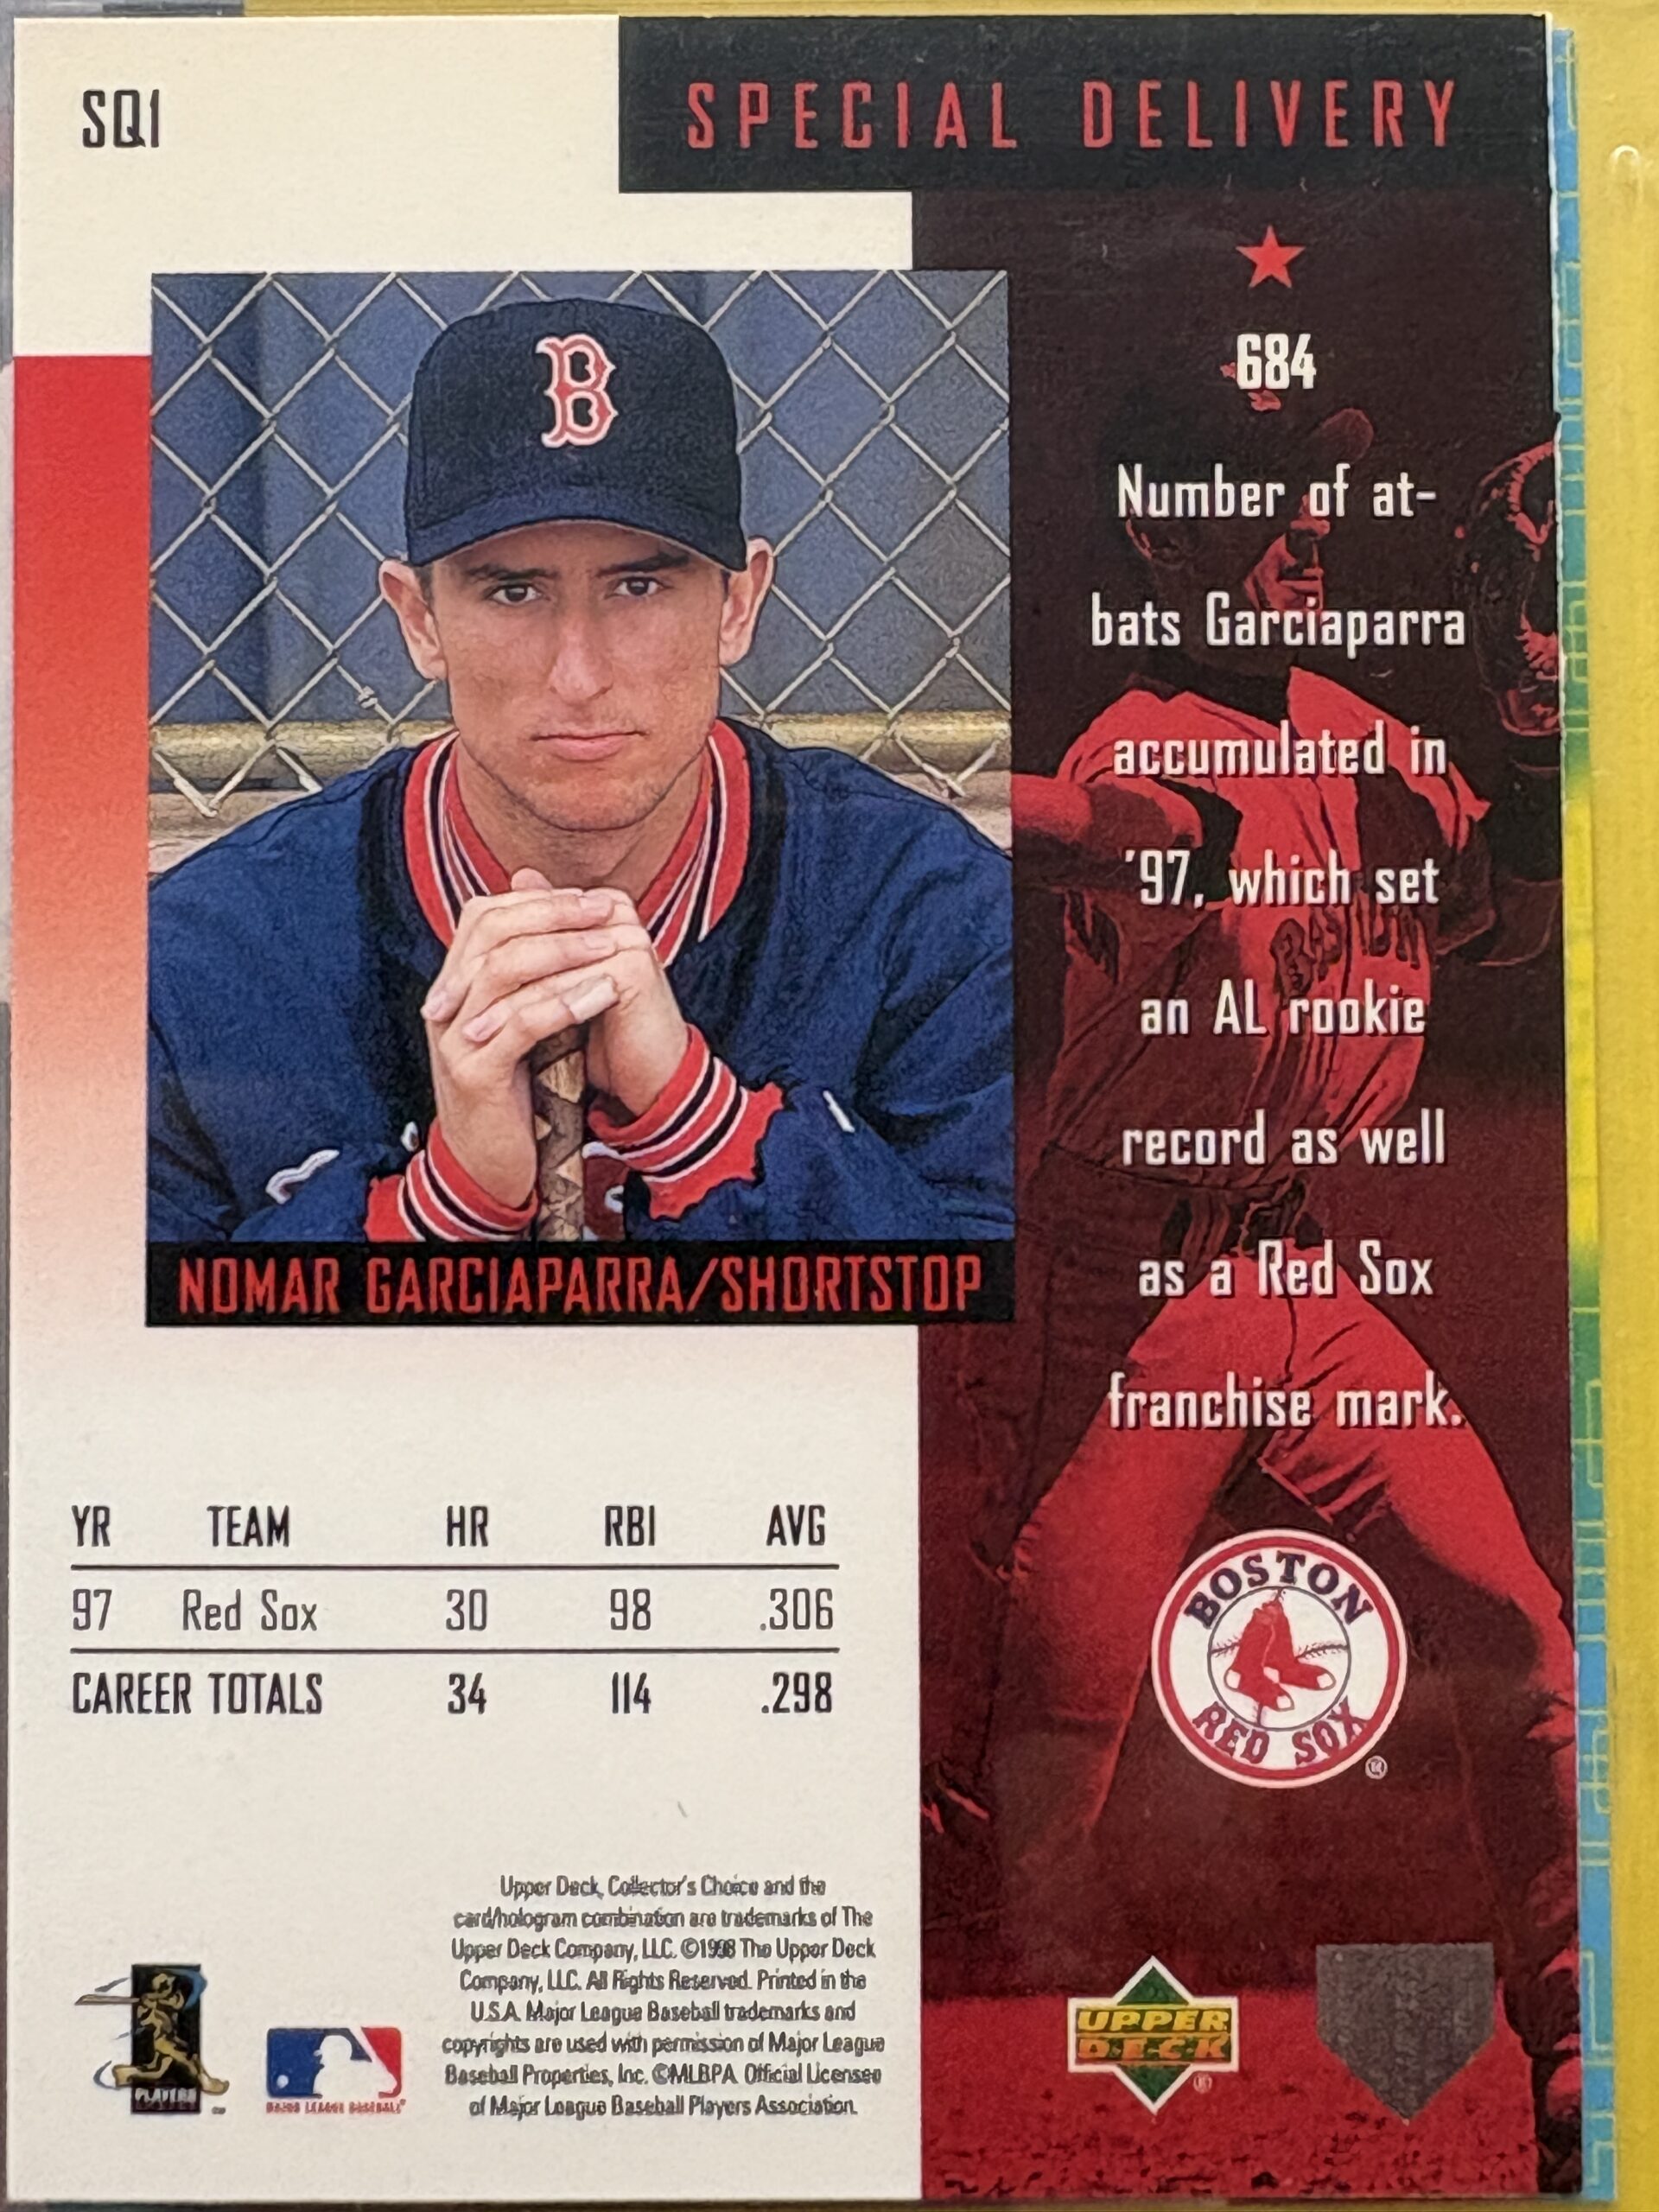 SQ1
SPECIAL DELIVERY
684
Number of at-
bats Garciaparra
accumulated in
'97, which set
an AL rookie
record as well
as a Red Sox
franchise mark.
B
NOMAR GARCIAPARRA/SHORTSTOP
YR TEAM HR RBI AVG
97 Red Sox 30 98 .306
CAREER TOTALS 34 114 .298
BOSTON
RED SOX
®
Upper Deck, Collector's Choice and the
card/hologram combination are trademarks of The
Upper Deck Company, LLC. ©1998 The Upper Deck
Company, LLC. All Rights Reserved. Printed in the
U.S.A. Major League Baseball trademarks and
copyrights are used with permission of Major League
Baseball Properties, Inc. ©MLBPA Official Licensee
of Major League Baseball Players Association.
PLAYERS
MAJOR LEAGUE BASEBALL®
UPPER
DECK
®
BOSTON